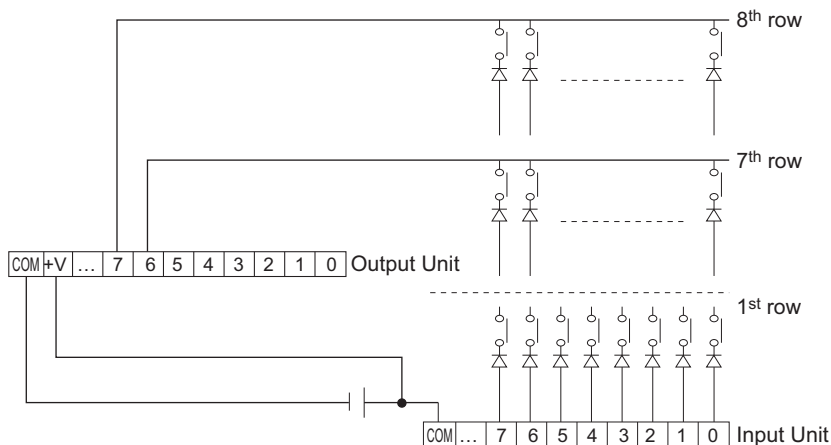 8th row
7th row
COM +V ... 7 6 5 4 3 2 1 0 Output Unit
1st row
COM ... 7 6 5 4 3 2 1 0 Input Unit